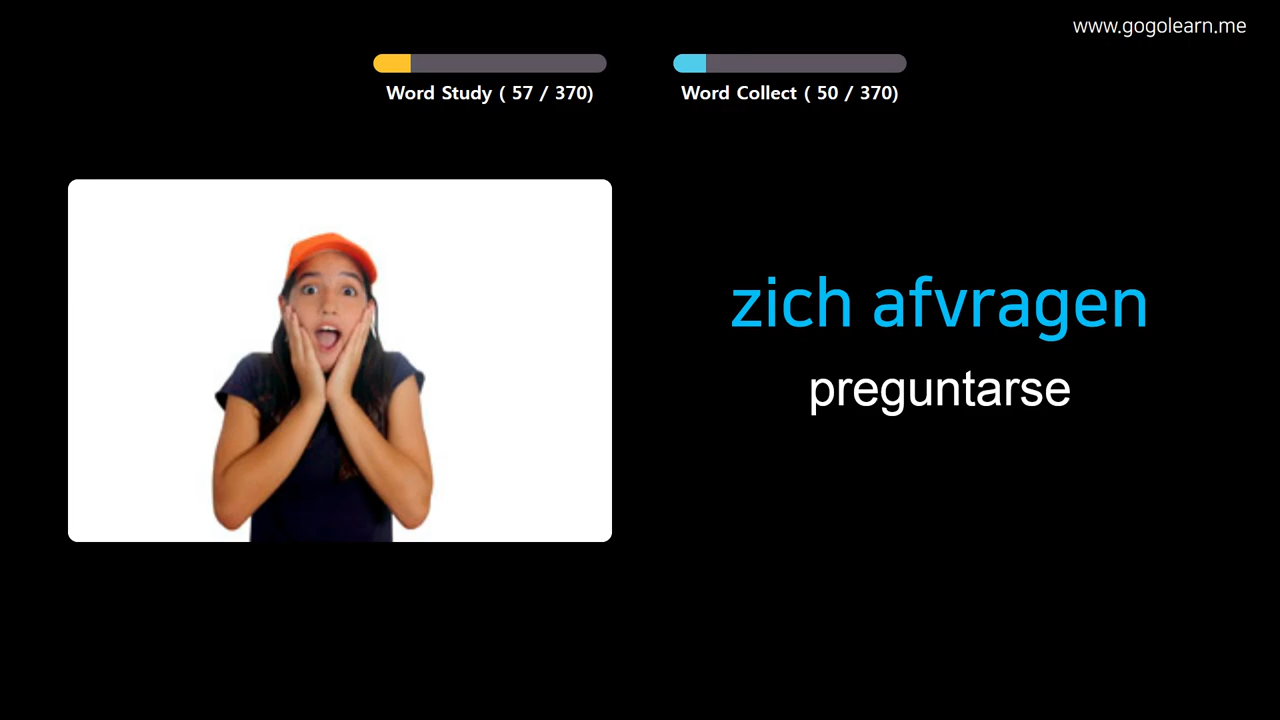 www.gogolearn.me
Word Study ( 57 / 370)
Word Collect ( 50 / 370)
zich afvragen
preguntarse